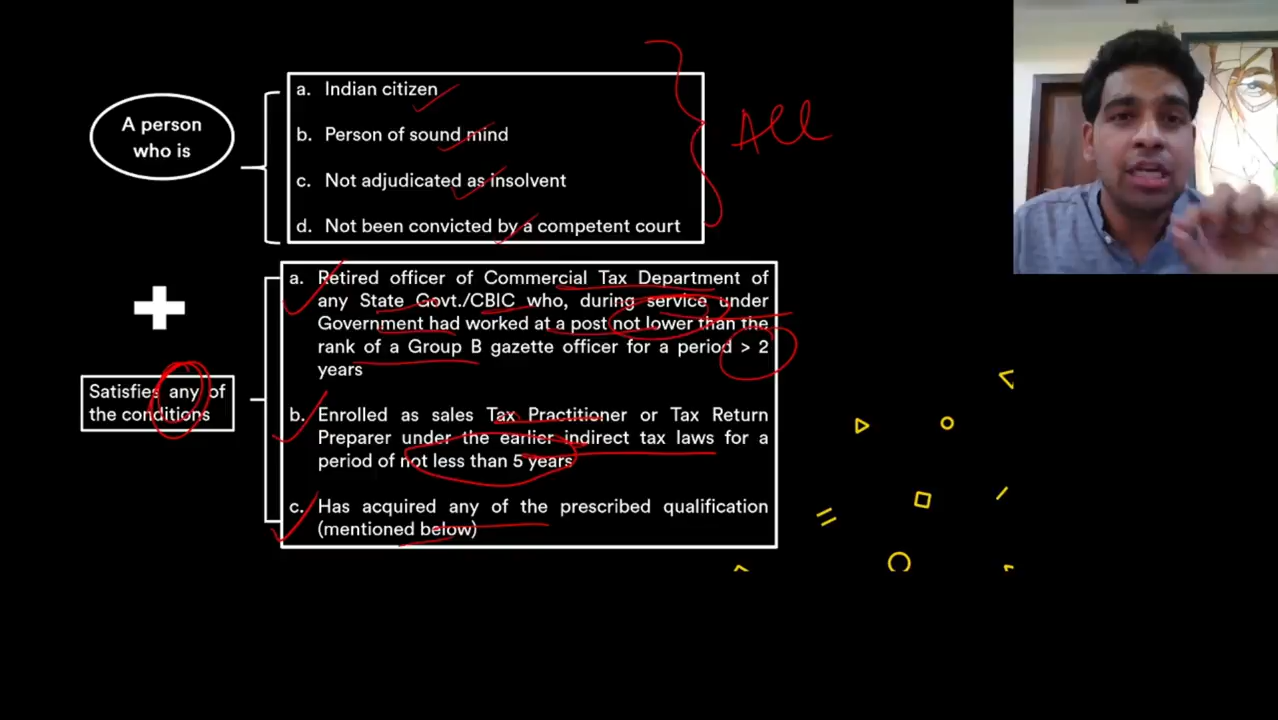 A person
who is
a. Indian citizen
b. Person of sound mind
c. Not adjudicated as insolvent
d. Not been convicted by a competent court
All
Satisfies any of
the conditions
a. Retired officer of Commercial Tax Department of
any State Govt./CBIC who, during service under
Government had worked at a post not lower than the
rank of a Group B gazette officer for a period > 2
years
b. Enrolled as sales Tax Practitioner or Tax Return
Preparer under the earlier indirect tax laws for a
period of not less than 5 years
c. Has acquired any of the prescribed qualification
(mentioned below)